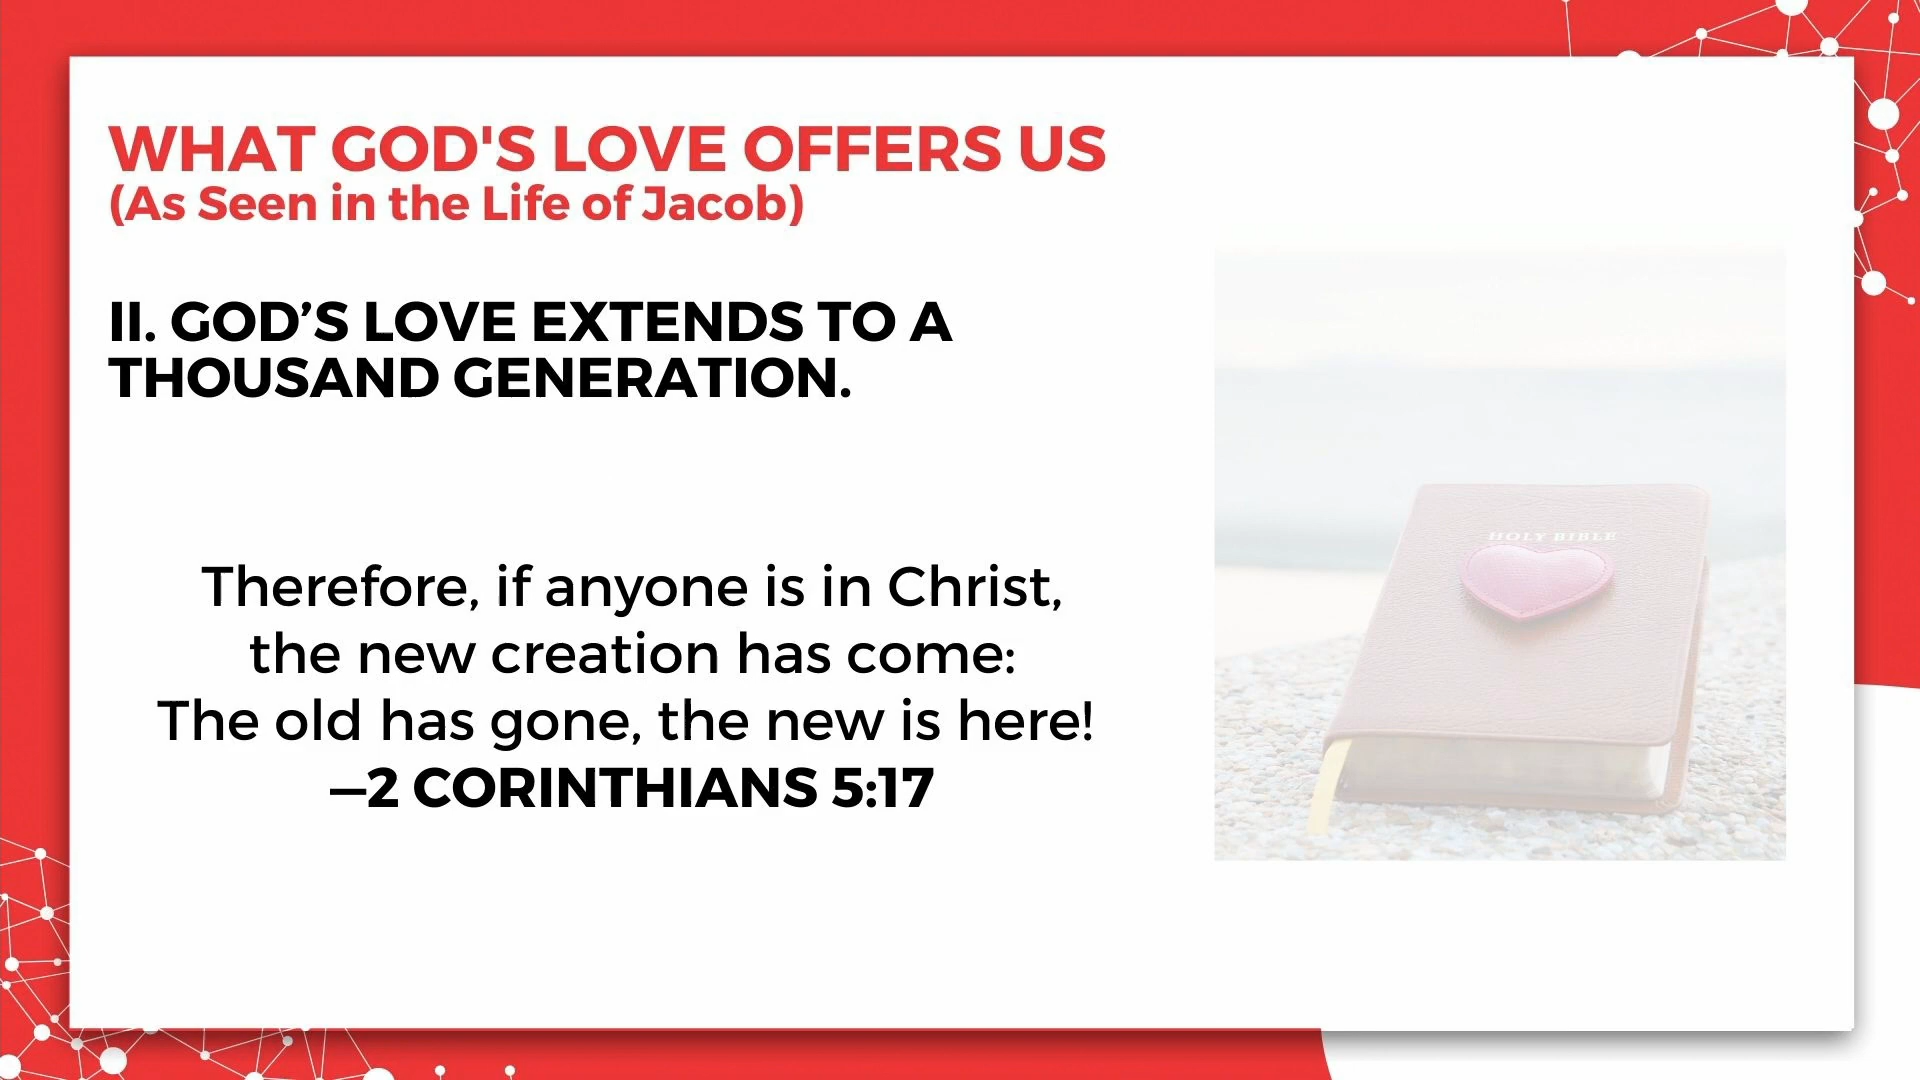 WHAT GOD'S LOVE OFFERS US
(As Seen in the Life of Jacob)
II. GOD’S LOVE EXTENDS TO A
THOUSAND GENERATION.
Therefore, if anyone is in Christ,
the new creation has come:
The old has gone, the new is here!
—2 CORINTHIANS 5:17
HOLY BIBLE